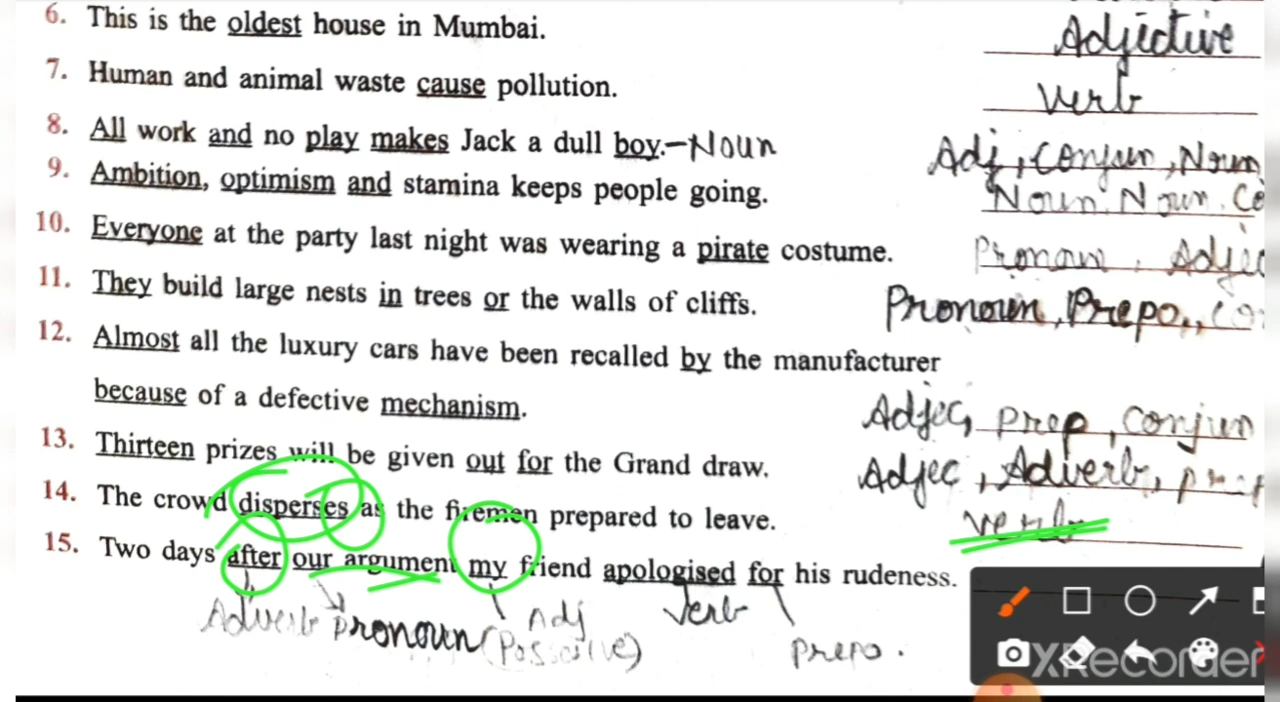 6. This is the oldest house in Mumbai. Adjective
7. Human and animal waste cause pollution. Verb
8. All work and no play makes Jack a dull boy.-Noun Adj, Conjun, Noun
9. Ambition, optimism and stamina keeps people going. Noun. Noun. Co
10. Everyone at the party last night was wearing a pirate costume. Pronoun, Adjec
11. They build large nests in trees or the walls of cliffs. Pronoun, Prepo,, co
12. Almost all the luxury cars have been recalled by the manufacturer
because of a defective mechanism. Adjec, prep, conjun
13. Thirteen prizes will be given out for the Grand draw. Adjec, Adverb, prep
14. The crowd disperses as the firemen prepared to leave. verb
15. Two days after our argument my friend apologised for his rudeness.
Adverb Pronoun (Possesive) Adj Verb Prepo.
XRecorder